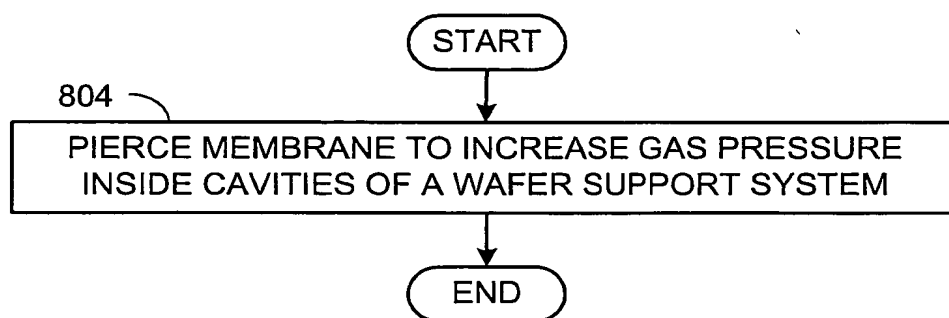 START
804
PIERCE MEMBRANE TO INCREASE GAS PRESSURE
INSIDE CAVITIES OF A WAFER SUPPORT SYSTEM
END